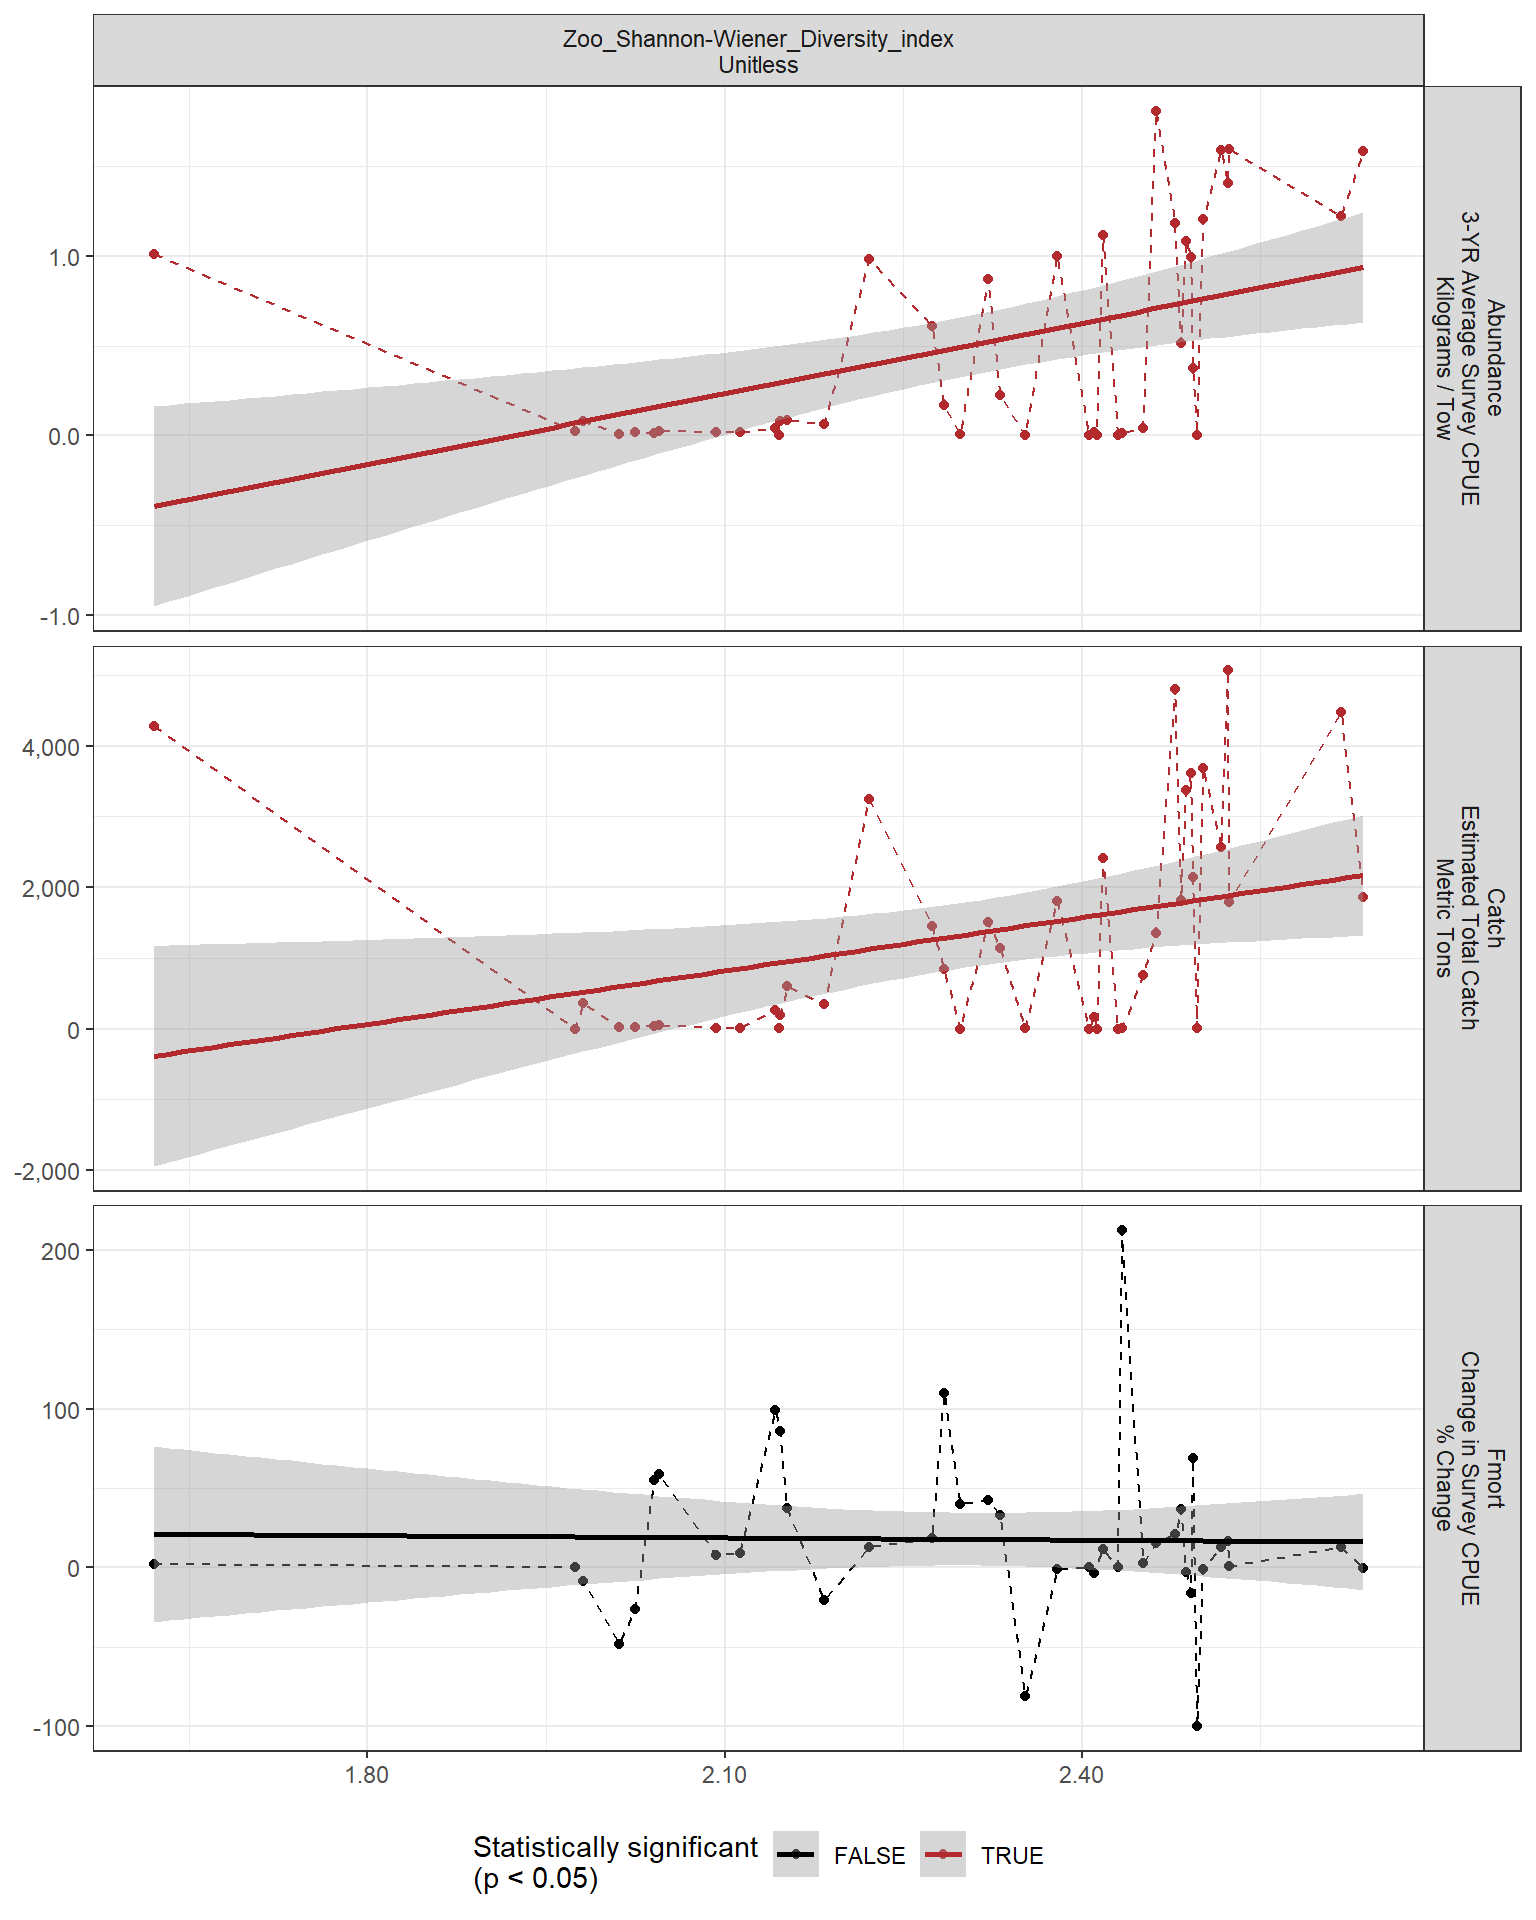 Zoo_Shannon-Wiener_Diversity_index
Unitless
1.0
0.0
-1.0
Abundance
3-YR Average Survey CPUE
Kilograms / Tow
4,000
2,000
0
-2,000
Catch
Estimated Total Catch
Metric Tons
200
100
0
-100
Fmort
Change in Survey CPUE
% Change
1.80
2.10
2.40
Statistically significant
(p < 0.05)
FALSE
TRUE